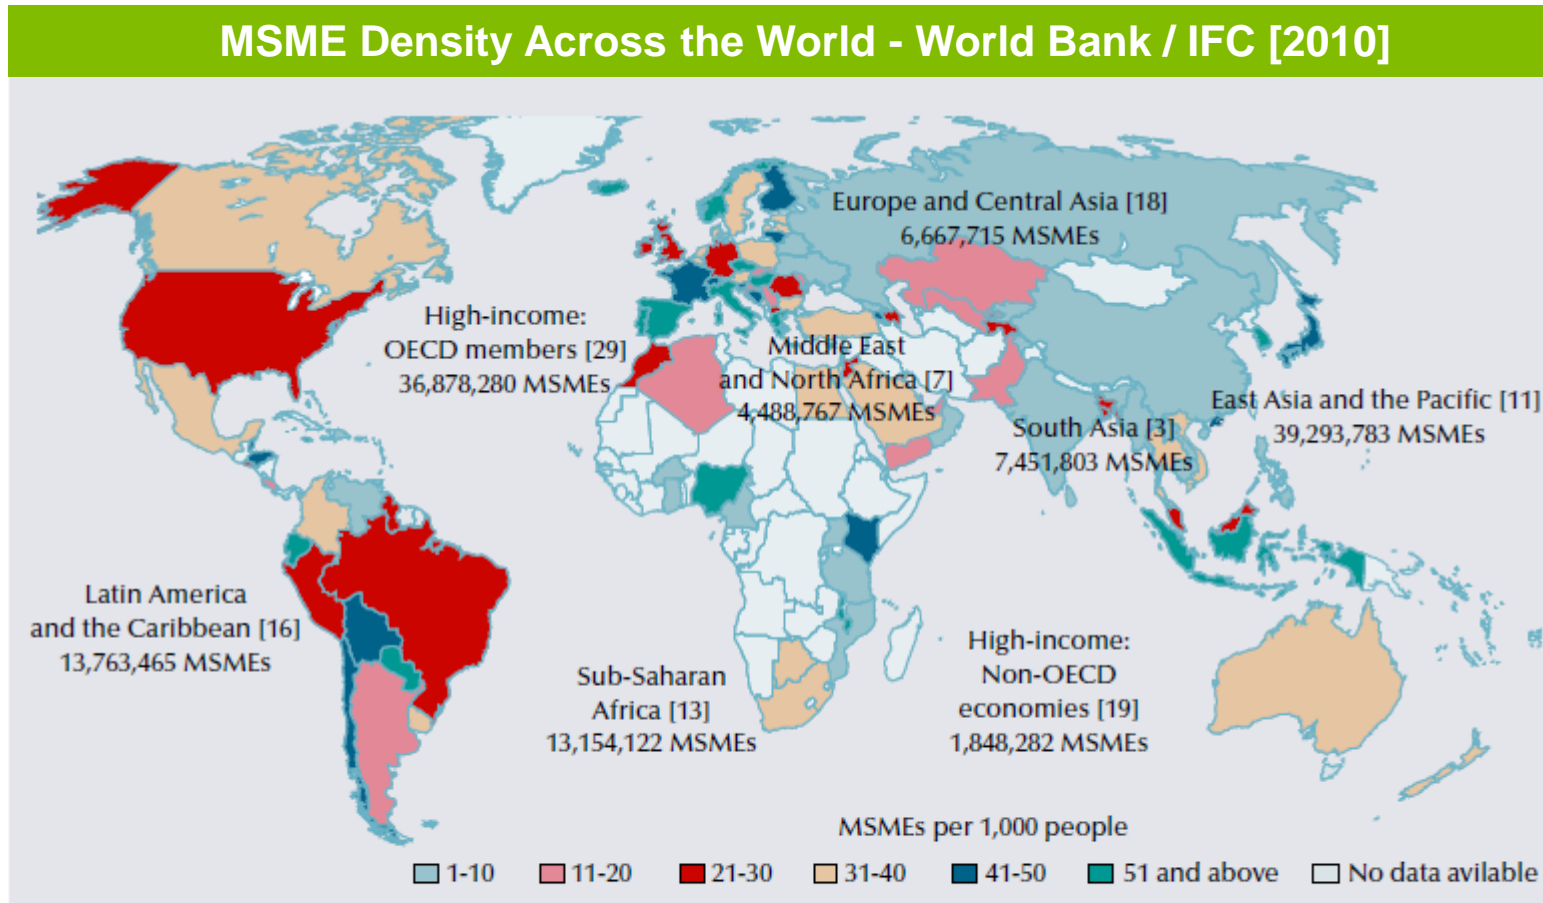 MSME Density Across the World - World Bank / IFC [2010]
Europe and Central Asia [18]
6,667,715 MSMEs
High-income:
OECD members [29]
36,878,280 MSMEs
Middle East
and North Africa [7]
4,488,767 MSMEs
East Asia and the Pacific [11]
39,293,783 MSMEs
South Asia [3]
7,451,803 MSMEs
Latin America
and the Caribbean [16]
13,763,465 MSMEs
Sub-Saharan
Africa [13]
13,154,122 MSMEs
High-income:
Non-OECD
economies [19]
1,848,282 MSMEs
MSMEs per 1,000 people
1-10
11-20
21-30
31-40
41-50
51 and above
No data avilable